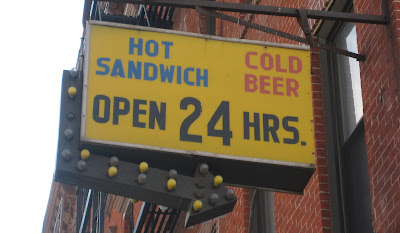 HOT
SANDWICH
COLD
BEER
OPEN 24 HRS.